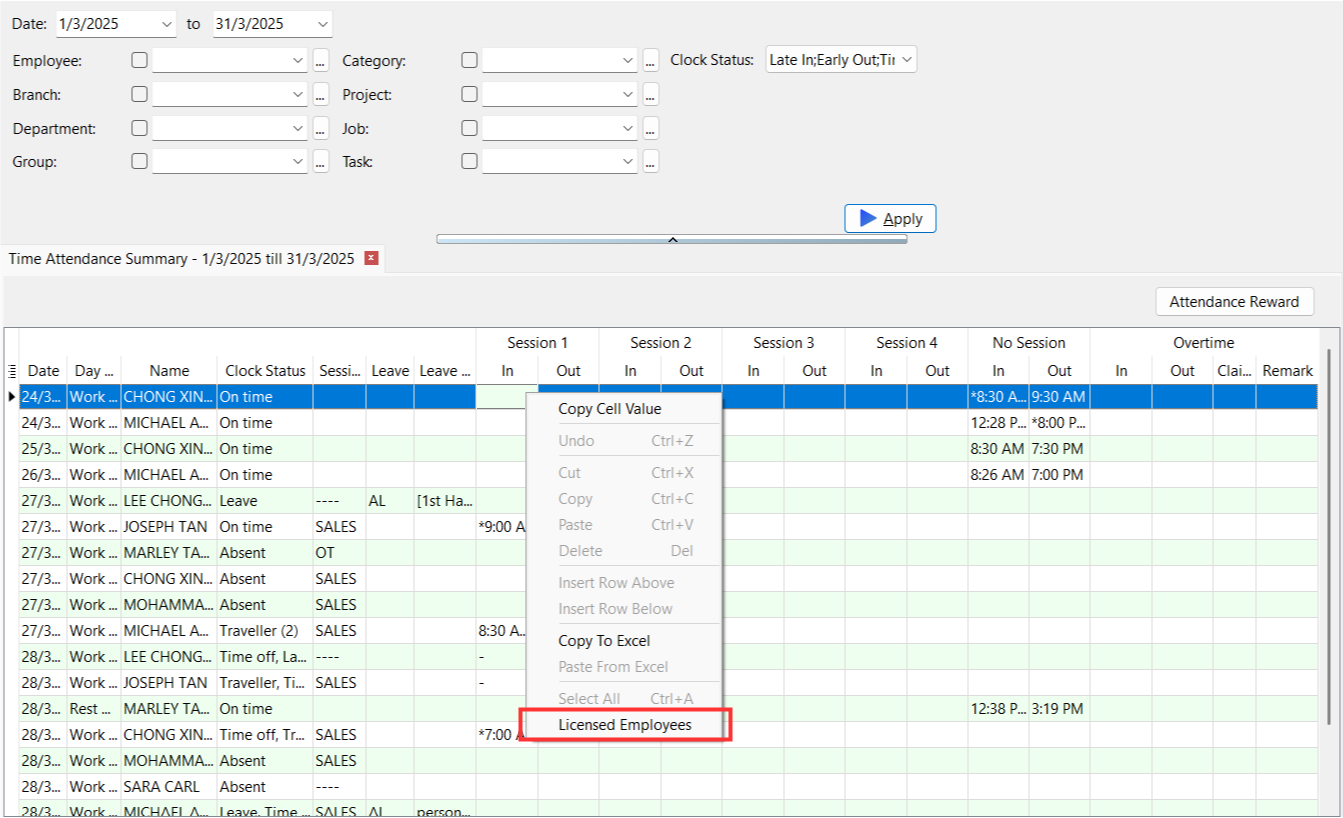 Date: 1/3/2025 to 31/3/2025
Employee: ... Category: ... Clock Status: Late In;Early Out;Tir
Branch: ... Project: ...
Department: ... Job: ...
Group: ... Task: ...
Apply
Time Attendance Summary - 1/3/2025 till 31/3/2025
Attendance Reward
Session 1 Session 2 Session 3 Session 4 No Session Overtime
Date Day ... Name Clock Status Sessi... Leave Leave ... In Out In Out In Out In Out In Out In Out Clai... Remark
24/3... Work ... CHONG XIN... On time *8:30 A... 9:30 AM
24/3... Work ... MICHAEL A... On time 12:28 P... *8:00 P...
25/3... Work ... CHONG XIN... On time 8:30 AM 7:30 PM
26/3... Work ... MICHAEL A... On time 8:26 AM 7:00 PM
27/3... Work ... LEE CHONG... Leave ---- AL [1st Ha...
27/3... Work ... JOSEPH TAN On time SALES *9:00 A
27/3... Work ... MARLEY TA... Absent OT
27/3... Work ... CHONG XIN... Absent SALES
27/3... Work ... MOHAMMA... Absent SALES
27/3... Work ... MICHAEL A... Traveller (2) SALES 8:30 A...
28/3... Work ... LEE CHONG... Time off, La... ---- -
28/3... Work ... JOSEPH TAN Traveller, Ti... SALES -
28/3... Rest ... MARLEY TA... On time 12:38 P... 3:19 PM
28/3... Work ... CHONG XIN... Time off, Tr... SALES *7:00 A
28/3... Work ... MOHAMMA... Absent SALES
28/3... Work ... SARA CARL Absent ----
28/3... Work ... MICHAEL A... Leave, Time ... SALES AL person...
Copy Cell Value
Undo Ctrl+Z
Cut Ctrl+X
Copy Ctrl+C
Paste Ctrl+V
Delete Del
Insert Row Above
Insert Row Below
Copy To Excel
Paste From Excel
Select All Ctrl+A
Licensed Employees